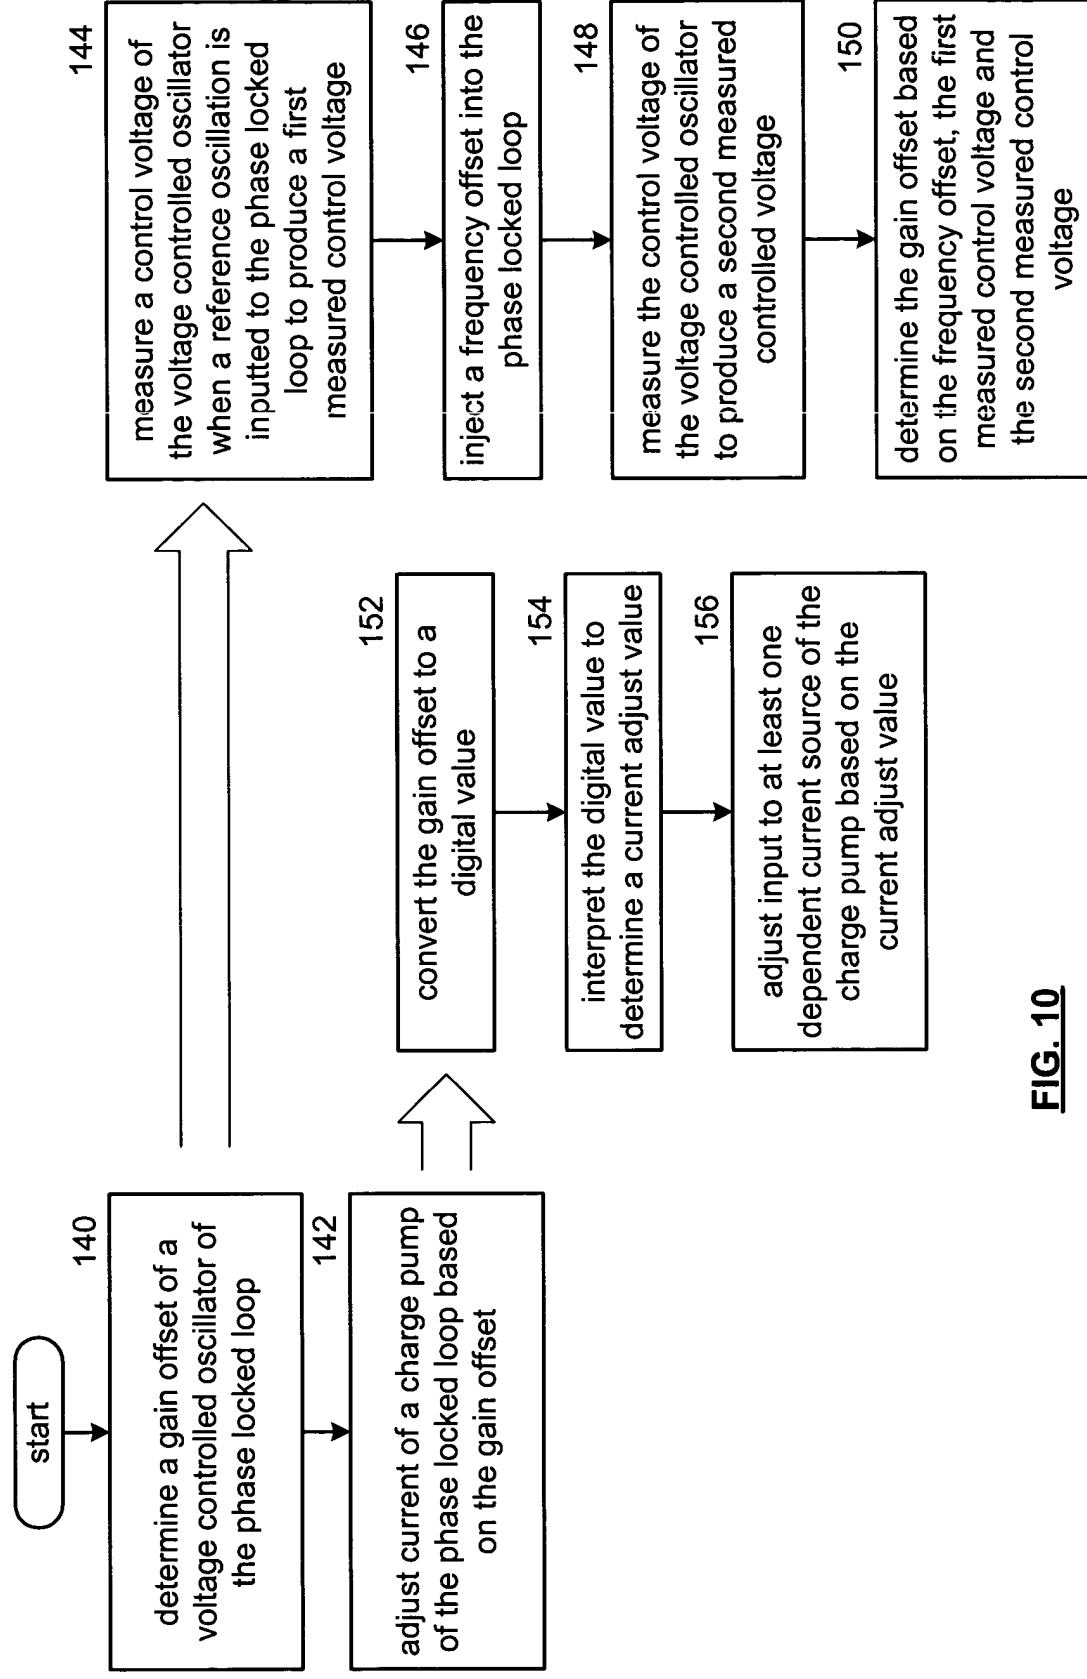 start
140
determine a gain offset of a
voltage controlled oscillator of
the phase locked loop
142
adjust current of a charge pump
of the phase locked loop based
on the gain offset
144
measure a control voltage of
the voltage controlled oscillator
when a reference oscillation is
inputted to the phase locked
loop to produce a first
measured control voltage
146
inject a frequency offset into the
phase locked loop
148
measure the control voltage of
the voltage controlled oscillator
to produce a second measured
controlled voltage
150
determine the gain offset based
on the frequency offset, the first
measured control voltage and
the second measured control
voltage
152
convert the gain offset to a
digital value
154
interpret the digital value to
determine a current adjust value
156
adjust input to at least one
dependent current source of the
charge pump based on the
current adjust value
FIG. 10